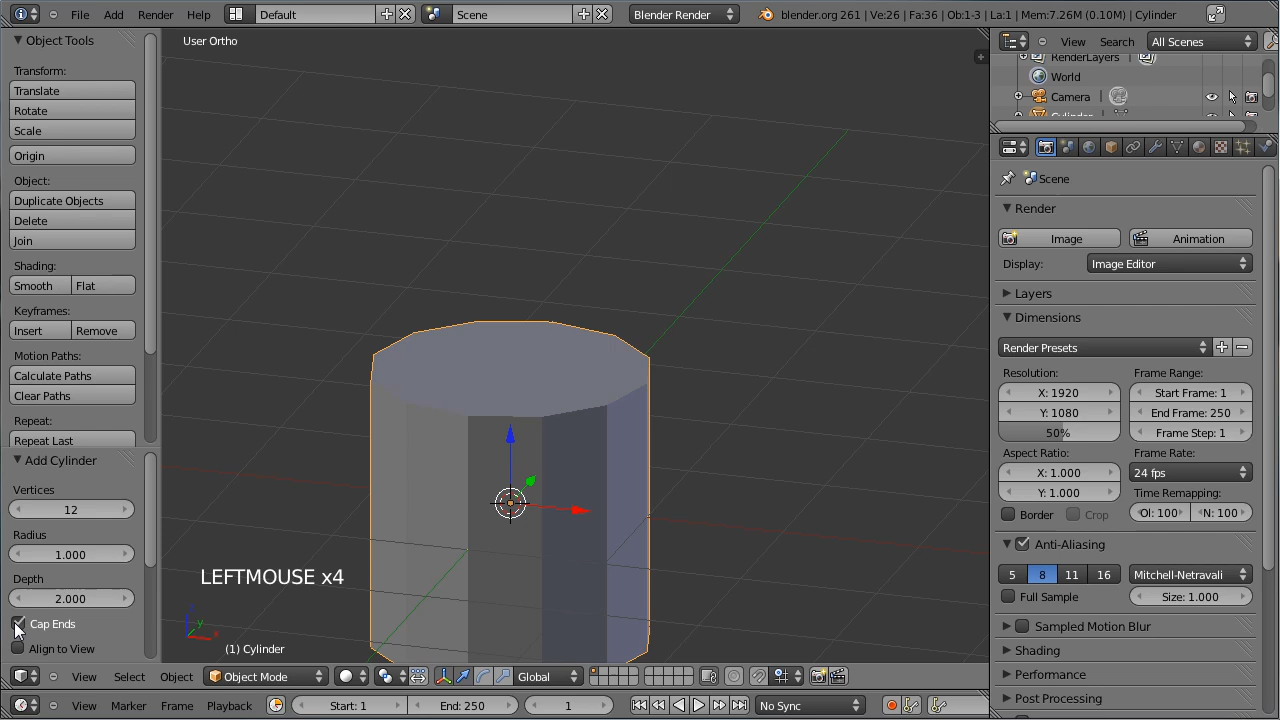 File Add Render Help Default Scene Blender Render blender.org 261 | Ve:26 | Fa:36 | Ob:1-3 | La:1 | Mem:7.26M (0.10M) | Cylinder
Object Tools
Transform:
Translate
Rotate
Scale
Origin
Object:
Duplicate Objects
Delete
Join
Shading:
Smooth Flat
Keyframes:
Insert Remove
Motion Paths:
Calculate Paths
Clear Paths
Repeat:
Repeat Last
Add Cylinder
Vertices
12
Radius
1.000
Depth
2.000
Cap Ends
Align to View
User Ortho
LEFTMOUSE x4
z
y
x
(1) Cylinder
View Select Object Object Mode Global
View Marker Frame Playback Start: 1 End: 250 1 No Sync
View Search All Scenes
RenderLayers |
World
Camera |
Cylinder
Scene
Render
Image Animation
Display: Image Editor
Layers
Dimensions
Render Presets
Resolution: Frame Range:
X: 1920 Start Frame: 1
Y: 1080 End Frame: 250
50% Frame Step: 1
Aspect Ratio: Frame Rate:
X: 1.000 24 fps
Y: 1.000 Time Remapping:
Border Crop Ol: 100 N: 100
Anti-Aliasing
5 8 11 16 Mitchell-Netravali
Full Sample Size: 1.000
Sampled Motion Blur
Shading
Performance
Post Processing